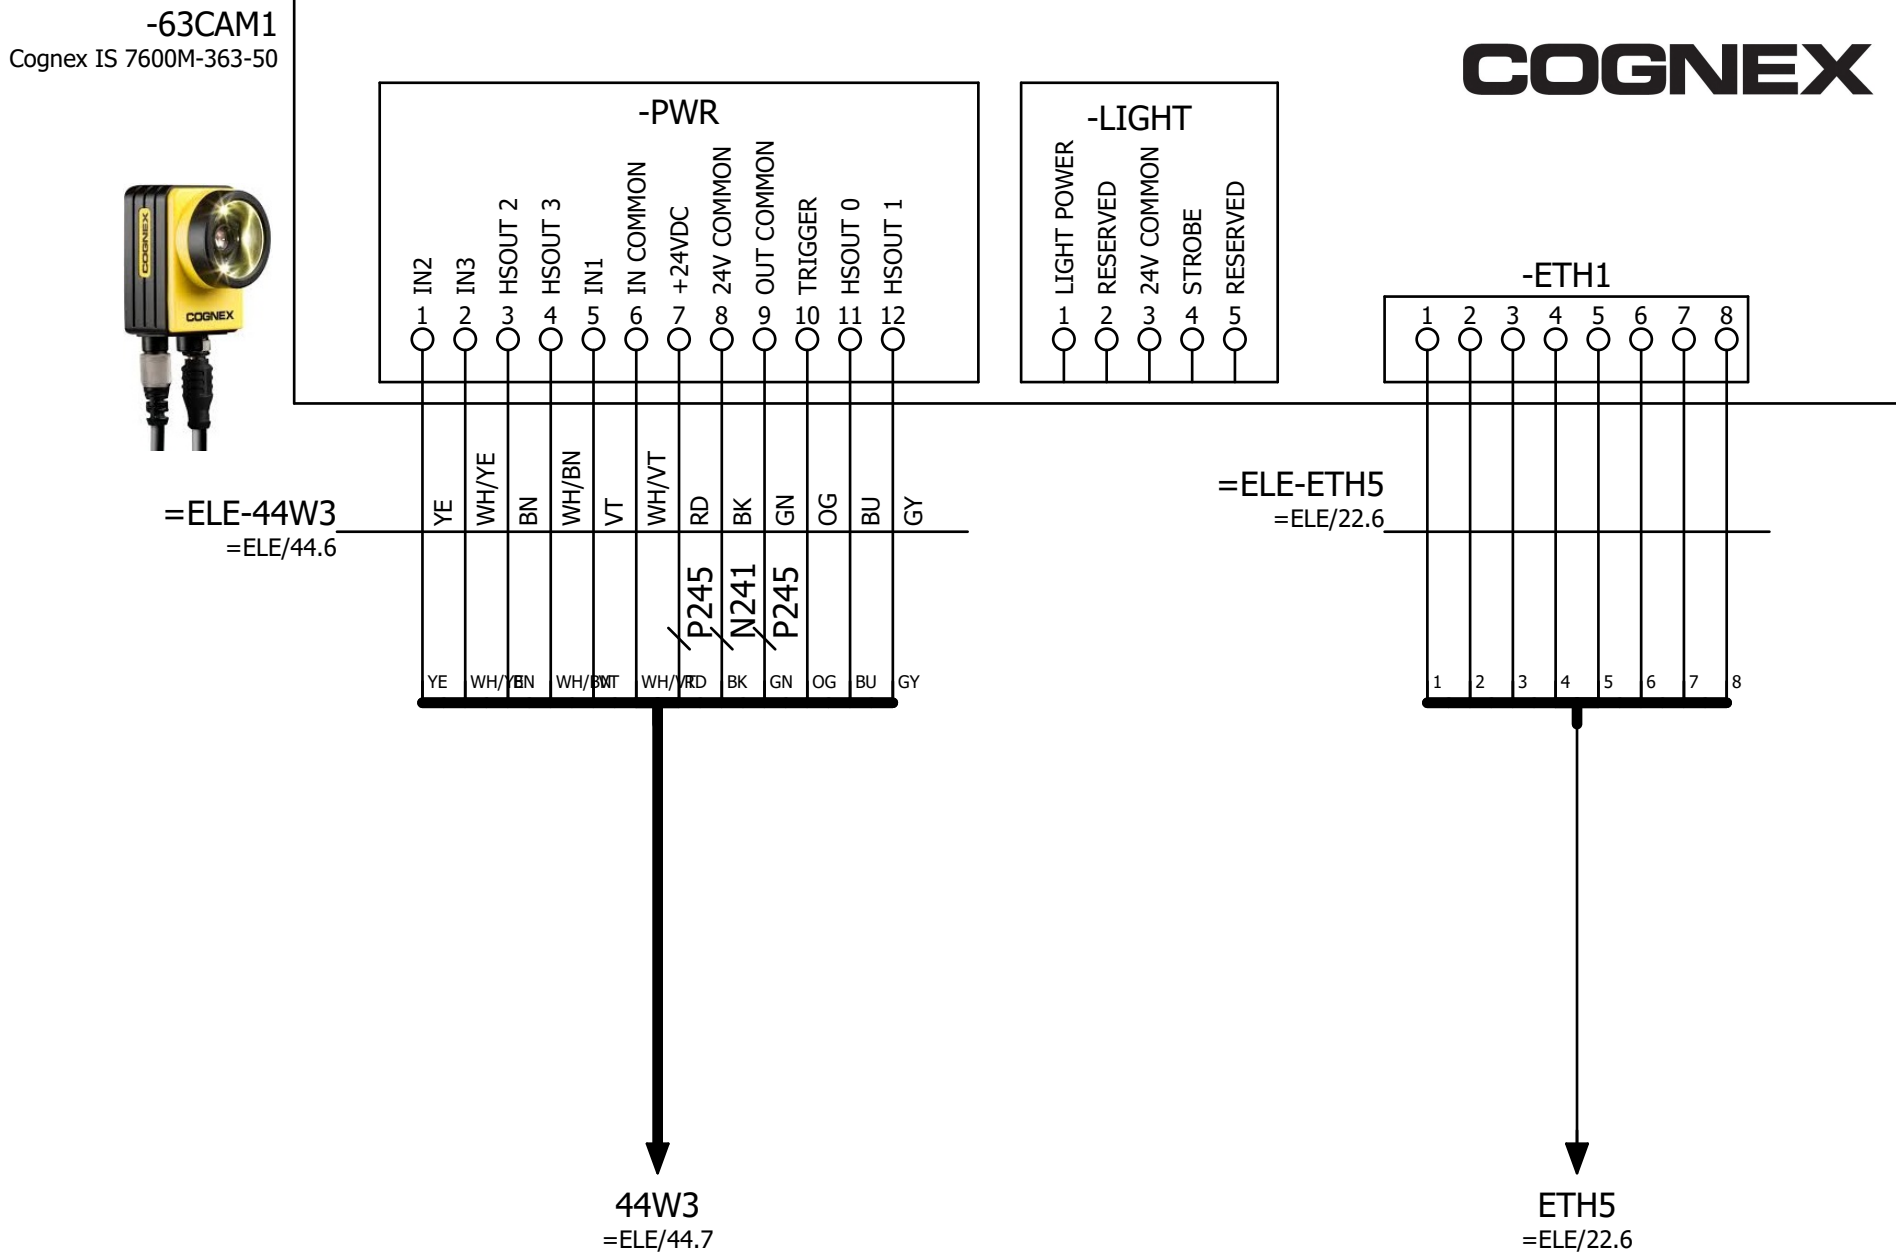 -63CAM1
Cognex IS 7600M-363-50
COGNEX
COGNEX
COGNEX
-PWR
IN2
IN3
HSOUT 2
HSOUT 3
IN1
IN COMMON
+24VDC
24V COMMON
OUT COMMON
TRIGGER
HSOUT 0
HSOUT 1
1 2 3 4 5 6 7 8 9 10 11 12
-LIGHT
LIGHT POWER
RESERVED
24V COMMON
STROBE
RESERVED
1 2 3 4 5
-ETH1
1 2 3 4 5 6 7 8
=ELE-44W3
=ELE/44.6
YE
WH/YE
BN
WH/BN
VT
WH/VT
RD
BK
GN
OG
BU
GY
P245
N241
P245
YE WH/YE BN WH/BN VT WH/VT RD BK GN OG BU GY
44W3
=ELE/44.7
=ELE-ETH5
=ELE/22.6
1 2 3 4 5 6 7 8
ETH5
=ELE/22.6